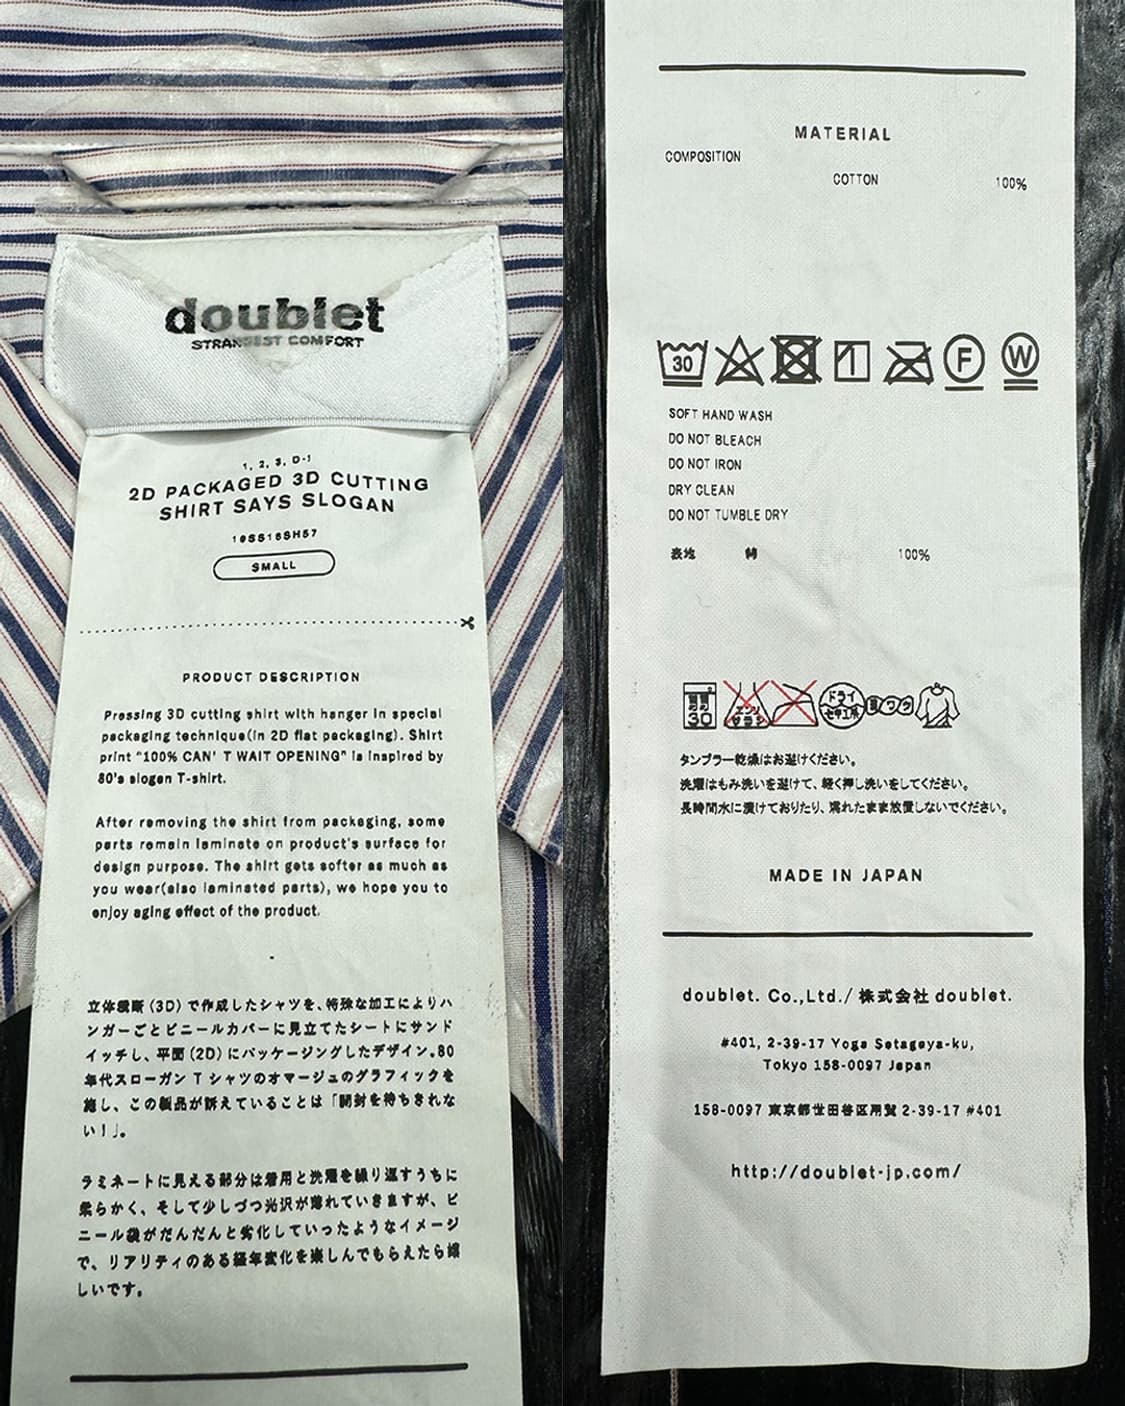 doublet
STRANGEST COMFORT
1, 2, 3, D-1
2D PACKAGED 3D CUTTING
SHIRT SAYS SLOGAN
19SS16SH57
SMALL
PRODUCT DESCRIPTION
Pressing 3D cutting shirt with hanger in special
packaging technique(in 2D flat packaging). Shirt
print "100% CAN' T WAIT OPENING" is inspired by
80's slogan T-shirt.
After removing the shirt from packaging, some
parts remain laminate on product's surface for
design purpose. The shirt gets softer as much as
you wear(also laminated parts), we hope you to
enjoy aging effect of the product.
立体裁断 (3D) で作成したシャツを、特殊な加工によりハ
ンガーごとビニールカバーに見立てたシートにサンド
イッチし、平面 (2D) にパッケージングしたデザイン。80
年代スローガン T シャツのオマージュのグラフィックを
施し、この製品が訴えていることは「開封を待ちきれな
い！」。
ラミネートに見える部分は着用と洗濯を繰り返すうちに
柔らかく、そして少しづつ光沢が薄れていきますが、ビ
ニール袋がだんだんと劣化していったようなイメージ
で、リアリティのある経年変化を楽しんでもらえたら嬉
しいです。
MATERIAL
COMPOSITION
COTTON 100%
30 F W
SOFT HAND WASH
DO NOT BLEACH
DO NOT IRON
DRY CLEAN
DO NOT TUMBLE DRY
表地 綿 100%
弱 30 エンソ サラシ ドライ セキユ系 ヨワク
タンブラー乾燥はお避けください。
洗濯はもみ洗いを避けて、軽く押し洗いをしてください。
長時間水に漬けておりたり、濡れたまま放置しないでください。
MADE IN JAPAN
doublet. Co.,Ltd./ 株式会社 doublet.
#401, 2-39-17 Yoga Setagaya-ku,
Tokyo 158-0097 Japan
158-0097 東京都世田谷区用賀 2-39-17 #401
http://doublet-jp.com/